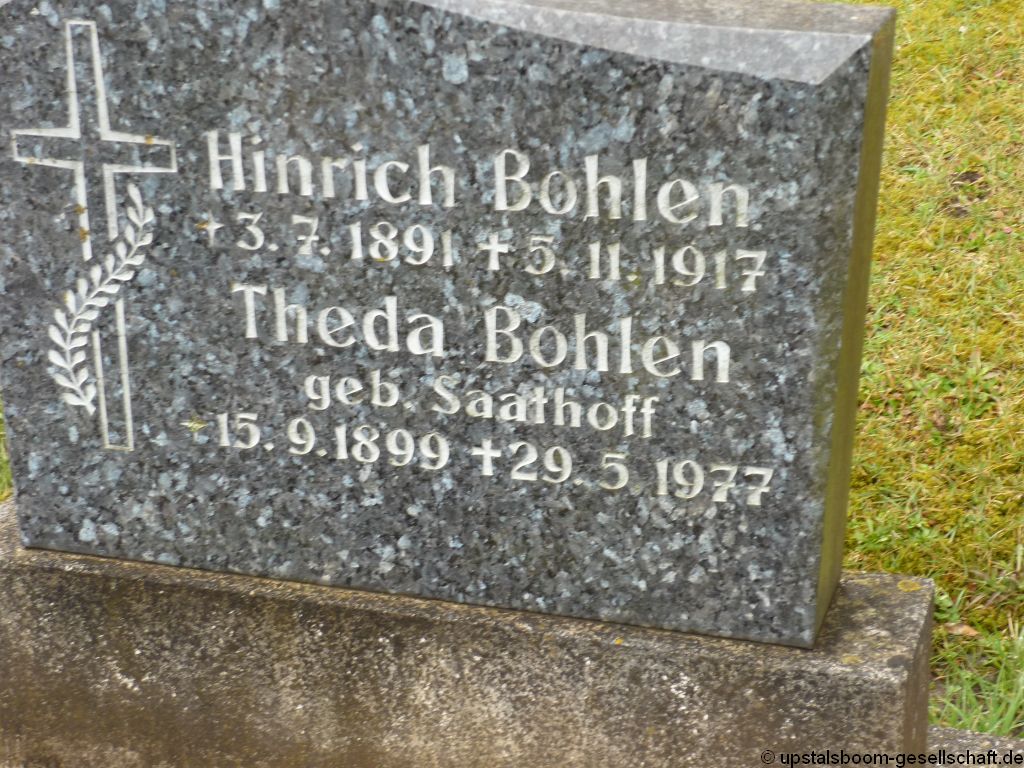 Hinrich Bohlen
* 3. 7. 1891 † 5. 11. 1917
Theda Bohlen
geb. Saathoff
* 15. 9. 1899 † 29. 5. 1977
© upstalsboom-gesellschaft.de